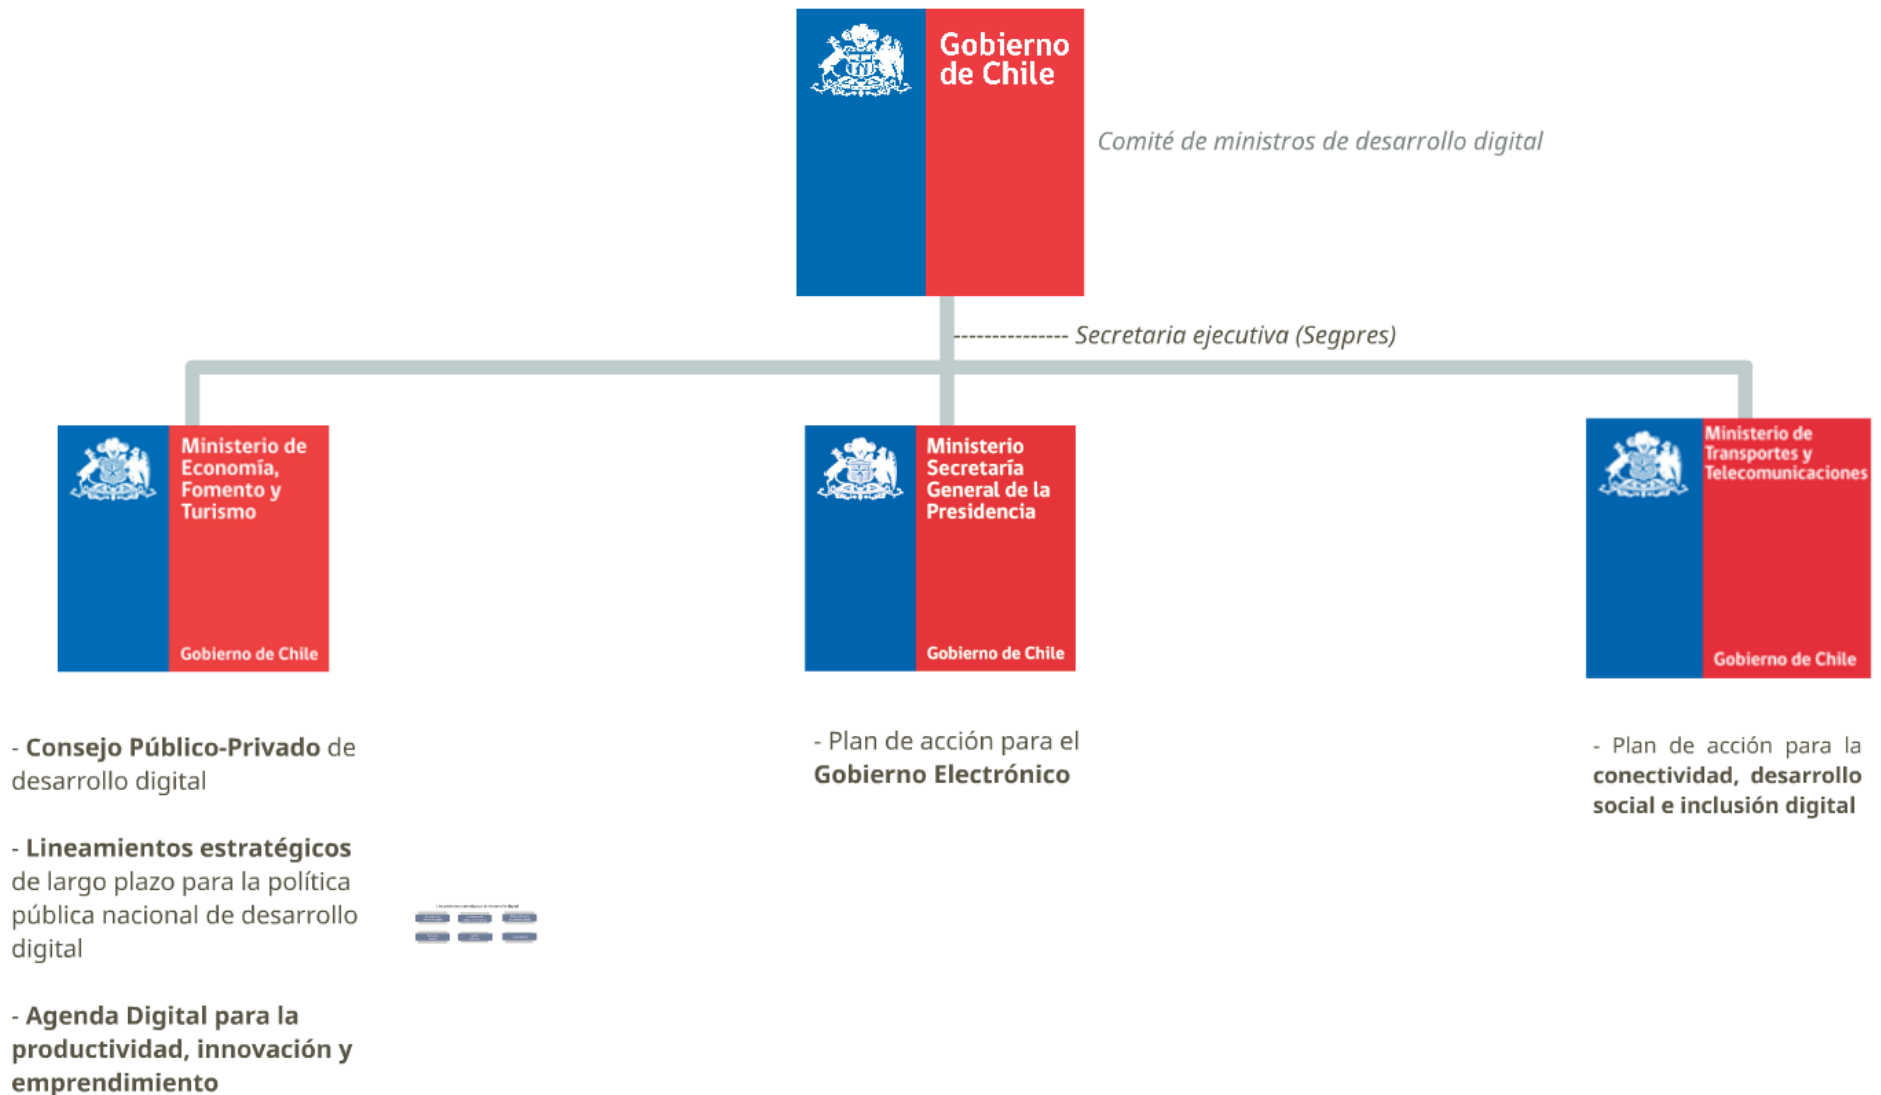 Gobierno
de Chile
Comité de ministros de desarrollo digital
--------------- Secretaria ejecutiva (Segpres)
Ministerio de
Economía,
Fomento y
Turismo
Gobierno de Chile
Ministerio
Secretaría
General de la
Presidencia
Gobierno de Chile
Ministerio de
Transportes y
Telecomunicaciones
Gobierno de Chile
- Consejo Público-Privado de
desarrollo digital
- Lineamientos estratégicos
de largo plazo para la política
pública nacional de desarrollo
digital
- Agenda Digital para la
productividad, innovación y
emprendimiento
- Plan de acción para el
Gobierno Electrónico
- Plan de acción para la
conectividad, desarrollo
social e inclusión digital